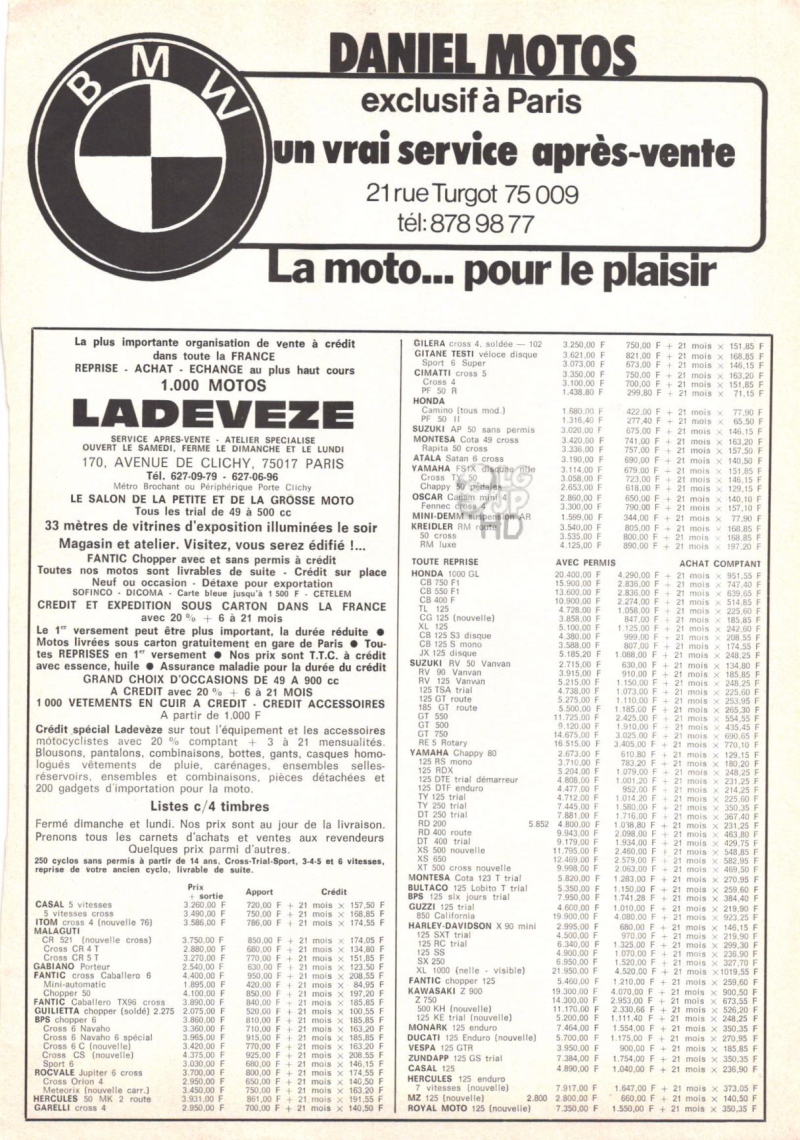 BMW
DANIEL MOTOS
exclusif à Paris
un vrai service après-vente
21 rue Turgot 75 009
tél: 878 98 77
La moto... pour le plaisir
La plus importante organisation de vente à crédit
dans toute la FRANCE
REPRISE - ACHAT - ECHANGE au plus haut cours
1.000 MOTOS
LADEVEZE
SERVICE APRES-VENTE - ATELIER SPECIALISE
OUVERT LE SAMEDI, FERME LE DIMANCHE ET LE LUNDI
170, AVENUE DE CLICHY, 75017 PARIS
Tél. 627-09-79 - 627-06-96
Métro Brochant ou Périphérique Porte Clichy
LE SALON DE LA PETITE ET DE LA GROSSE MOTO
Tous les trial de 49 à 500 cc
33 mètres de vitrines d'exposition illuminées le soir
Magasin et atelier. Visitez, vous serez édifié !...
FANTIC Chopper avec et sans permis à crédit
Toutes nos motos sont livrables de suite - Crédit sur place
Neuf ou occasion - Détaxe pour exportation
SOFINCO - DICOMA - Carte bleue jusqu'à 1 500 F - CETELEM
CREDIT ET EXPEDITION SOUS CARTON DANS LA FRANCE
avec 20 % + 6 à 21 mois
Le 1er versement peut être plus important, la durée réduite ●
Motos livrées sous carton gratuitement en gare de Paris ● Tou-
tes REPRISES en 1er versement ● Nos prix sont T.T.C. à crédit
avec essence, huile ● Assurance maladie pour la durée du crédit
GRAND CHOIX D'OCCASIONS DE 49 A 900 cc
A CREDIT avec 20 % + 6 à 21 MOIS
1 000 VETEMENTS EN CUIR A CREDIT - CREDIT ACCESSOIRES
A partir de 1.000 F
Crédit spécial Ladevèze sur tout l'équipement et les accessoires
motocyclistes avec 20 % comptant + 3 à 21 mensualités.
Blousons, pantalons, combinaisons, bottes, gants, casques homo-
logués vêtements de pluie, carénages, ensembles selles-
réservoirs, ensembles et combinaisons, pièces détachées et
200 gadgets d'importation pour la moto.
Listes c/4 timbres
Fermé dimanche et lundi. Nos prix sont au jour de la livraison.
Prenons tous les carnets d'achats et ventes aux revendeurs
Quelques prix parmi d'autres.
250 cyclos sans permis à partir de 14 ans, Cross-Trial-Sport, 3-4-5 et 6 vitesses,
reprise de votre ancien cyclo, livrable de suite.
Prix
+ sortie Apport Crédit
CASAL 5 vitesses 3.260,00 F 720,00 F + 21 mois × 157,50 F
5 vitesses cross 3.490,00 F 750,00 F + 21 mois × 168,85 F
ITOM cross 4 (nouvelle 76) 3.586,00 F 786,00 F + 21 mois × 174,55 F
MALAGUTI
CR 521 (nouvelle cross) 3.750,00 F 850,00 F + 21 mois × 174,05 F
Cross CR 4 T 2.880,00 F 680,00 F + 21 mois × 134,80 F
Cross CR 5 T 3.270,00 F 770,00 F + 21 mois × 151,85 F
GABIANO Porteur 2.540,00 F 630,00 F + 21 mois × 123,50 F
FANTIC cross Caballero 6 4.400,00 F 950,00 F + 21 mois × 208,55 F
Mini-automatic 1.895,00 F 420,00 F + 21 mois × 84,95 F
Chopper 50 4.100,00 F 850,00 F + 21 mois × 197,20 F
FANTIC Caballero TX96 cross 3.890,00 F 840,00 F + 21 mois × 185,85 F
GUILIETTA chopper (soldé) 2.275 2.075,00 F 520,00 F + 21 mois × 100,55 F
BPS chopper 6 3.860,00 F 810,00 F + 21 mois × 185,85 F
Cross 6 Navaho 3.360,00 F 710,00 F + 21 mois × 163,20 F
Cross 6 Navaho 6 spécial 3.965,00 F 915,00 F + 21 mois × 185,85 F
Cross 6 C (nouvelle) 3.420,00 F 770,00 F + 21 mois × 163,20 F
Cross CS (nouvelle) 4.375,00 F 925,00 F + 21 mois × 208,55 F
Sport 6 3.030,00 F 680,00 F + 21 mois × 146,15 F
ROCVALE Jupiter 6 cross 3.700,00 F 800,00 F + 21 mois × 174,55 F
Cross Orion 4 2.950,00 F 650,00 F + 21 mois × 140,50 F
Meteorix (nouvelle carr.) 3.450,00 F 750,00 F + 21 mois × 163,20 F
HERCULES 50 MK 2 route 3.931,00 F 861,00 F + 21 mois × 191,55 F
GARELLI cross 4 2.950,00 F 700,00 F + 21 mois × 140,50 F
GILERA cross 4, soldée — 102 3.250,00 F 750,00 F + 21 mois × 151,85 F
GITANE TESTI véloce disque 3.621,00 F 821,00 F + 21 mois × 168,85 F
Sport 6 Super 3.073,00 F 673,00 F + 21 mois × 146,15 F
CIMATTI cross 5 3.350,00 F 750,00 F + 21 mois × 163,20 F
Cross 4 3.100,00 F 700,00 F + 21 mois × 151,85 F
PF 50 R 1.438,80 F 299,80 F + 21 mois × 71,15 F
HONDA
Camino (tous mod.) 1.680,00 F 422,00 F + 21 mois × 77,90 F
PF 50 II 1.316,40 F 277,40 F + 21 mois × 65,50 F
SUZUKI AP 50 sans permis 3.020,00 F 675,00 F + 21 mois × 146,15 F
MONTESA Cota 49 cross 3.420,00 F 741,00 F + 21 mois × 163,20 F
Rapita 50 cross 3.336,00 F 757,00 F + 21 mois × 157,50 F
ATALA Satan 6 cross 3.190,00 F 690,00 F + 21 mois × 140,50 F
YAMAHA FS1X 3.114,00 F 679,00 F + 21 mois × 151,85 F
Cross TX 3.058,00 F 723,00 F + 21 mois × 146,15 F
Chappy 50 pédales 2.653,00 F 618,00 F + 21 mois × 129,15 F
OSCAR mini 2.860,00 F 650,00 F + 21 mois × 140,10 F
Fennec 3.300,00 F 790,00 F + 21 mois × 157,10 F
MINI-DEMM suspension AR 1.599,00 F 344,00 F + 21 mois × 77,90 F
KREIDLER RM route 3.540,00 F 805,00 F + 21 mois × 168,85 F
50 cross 3.535,00 F 800,00 F + 21 mois × 168,85 F
RM luxe 4.125,00 F 890,00 F + 21 mois × 197,20 F
TOUTE REPRISE AVEC PERMIS ACHAT COMPTANT
HONDA 1000 GL 20.400,00 F 4.290,00 F + 21 mois × 951,55 F
CB 750 F1 15.900,00 F 2.836,00 F + 21 mois × 747,40 F
CB 550 F1 13.600,00 F 2.836,00 F + 21 mois × 639,65 F
CB 400 F 10.900,00 F 2.274,00 F + 21 mois × 514,85 F
TL 125 4.728,00 F 1.058,00 F + 21 mois × 225,60 F
CG 125 (nouvelle) 3.858,00 F 847,00 F + 21 mois × 185,85 F
XL 125 5.100,00 F 1.125,00 F + 21 mois × 242,60 F
CB 125 S3 disque 4.380,00 F 999,00 F + 21 mois × 208,55 F
CB 125 S mono 3.588,00 F 807,00 F + 21 mois × 174,55 F
JX 125 disque 5.185,20 F 1.088,00 F + 21 mois × 248,25 F
SUZUKI RV 50 Vanvan 2.715,00 F 630,00 F + 21 mois × 134,80 F
RV 90 Vanvan 3.915,00 F 910,00 F + 21 mois × 185,85 F
RV 125 Vanvan 5.215,00 F 1.150,00 F + 21 mois × 248,25 F
125 TSA trial 4.738,00 F 1.073,00 F + 21 mois × 225,60 F
125 GT route 5.275,00 F 1.110,00 F + 21 mois × 253,95 F
185 GT route 5.500,00 F 1.185,00 F + 21 mois × 265,30 F
GT 550 11.725,00 F 2.425,00 F + 21 mois × 554,55 F
GT 500 9.120,00 F 1.910,00 F + 21 mois × 435,45 F
GT 750 14.675,00 F 3.025,00 F + 21 mois × 690,65 F
RE 5 Rotary 16.515,00 F 3.405,00 F + 21 mois × 770,10 F
YAMAHA Chappy 80 2.673,00 F 610,80 F + 21 mois × 129,15 F
125 RS mono 3.710,00 F 783,20 F + 21 mois × 180,20 F
125 RDX 5.204,00 F 1.079,00 F + 21 mois × 248,25 F
125 DTE trial démarreur 4.808,00 F 1.001,20 F + 21 mois × 231,25 F
125 DTF enduro 4.477,00 F 952,00 F + 21 mois × 214,25 F
TY 125 trial 4.712,00 F 1.014,20 F + 21 mois × 225,60 F
TY 250 trial 7.445,00 F 1.580,00 F + 21 mois × 350,35 F
DT 250 trial 7.881,00 F 1.716,00 F + 21 mois × 367,40 F
RD 200 5.852 4.800,00 F 1.018,80 F + 21 mois × 231,25 F
RD 400 route 9.943,00 F 2.098,00 F + 21 mois × 463,80 F
DT 400 trial 9.179,00 F 1.934,00 F + 21 mois × 429,75 F
XS 500 nouvelle 11.795,00 F 2.460,00 F + 21 mois × 548,85 F
XS 650 12.469,00 F 2.579,00 F + 21 mois × 582,95 F
XT 500 cross nouvelle 9.998,00 F 2.063,00 F + 21 mois × 469,50 F
MONTESA Cota 123 T trial 5.820,00 F 1.283,00 F + 21 mois × 270,95 F
BULTACO 125 Lobito T trial 5.350,00 F 1.150,00 F + 21 mois × 259,60 F
BPS 125 six jours trial 7.950,00 F 1.741,28 F + 21 mois × 384,40 F
GUZZI 125 trial 4.600,00 F 1.010,00 F + 21 mois × 219,90 F
850 California 19.900,00 F 4.080,00 F + 21 mois × 923,25 F
HARLEY-DAVIDSON X 90 mini 2.995,00 F 680,00 F + 21 mois × 146,15 F
125 SXT trial 4.500,00 F 970,00 F + 21 mois × 219,90 F
125 RC trial 6.340,00 F 1.325,00 F + 21 mois × 299,30 F
125 SS 4.900,00 F 1.070,00 F + 21 mois × 236,90 F
SX 250 6.950,00 F 1.520,00 F + 21 mois × 327,70 F
XL 1000 (nelle - visible) 21.950,00 F 4.520,00 F + 21 mois ×1019,55 F
FANTIC chopper 125 5.460,00 F 1.210,00 F + 21 mois × 259,60 F
KAWASAKI Z 900 19.300,00 F 4.070,00 F + 21 mois × 900,50 F
Z 750 14.300,00 F 2.953,00 F + 21 mois × 673,55 F
500 KH (nouvelle) 11.170,00 F 2.330,66 F + 21 mois × 526,20 F
125 KE trial (nouvelle) 5.200,00 F 1.111,40 F + 21 mois × 248,25 F
MONARK 125 enduro 7.464,00 F 1.554,00 F + 21 mois × 350,35 F
DUCATI 125 Enduro (nouvelle) 5.700,00 F 1.175,00 F + 21 mois × 270,95 F
VESPA 125 GTR 3.950,00 F 900,00 F + 21 mois × 185,85 F
ZUNDAPP 125 GS trial 7.384,00 F 1.754,00 F + 21 mois × 350,35 F
CASAL 125 4.890,00 F 1.040,00 F + 21 mois × 236,90 F
HERCULES 125 enduro
7 vitesses (nouvelle) 7.917,00 F 1.647,00 F + 21 mois × 373,05 F
MZ 125 (nouvelle) 2.800 2.800,00 F 660,00 F + 21 mois × 140,50 F
ROYAL MOTO 125 (nouvelle) 7.350,00 F 1.550,00 F + 21 mois × 350,35 F
HD